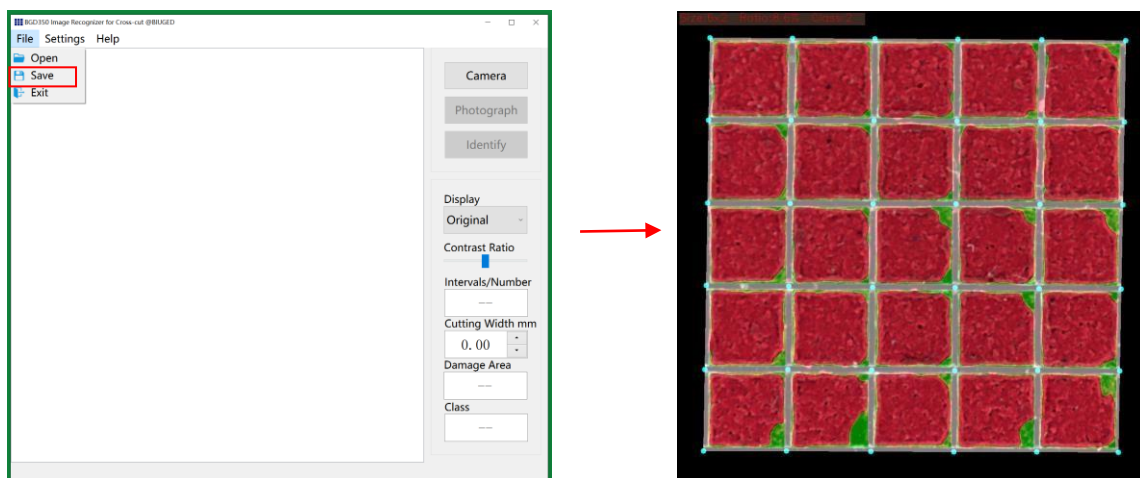 BGD350 Image Recognizer for Cross-cut @BIUGED
File Settings Help
Open
Save
Exit
Camera
Photograph
Identify
Display
Original
Contrast Ratio
Intervals/Number
--
Cutting Width mm
0.00
Damage Area
--
Class
--